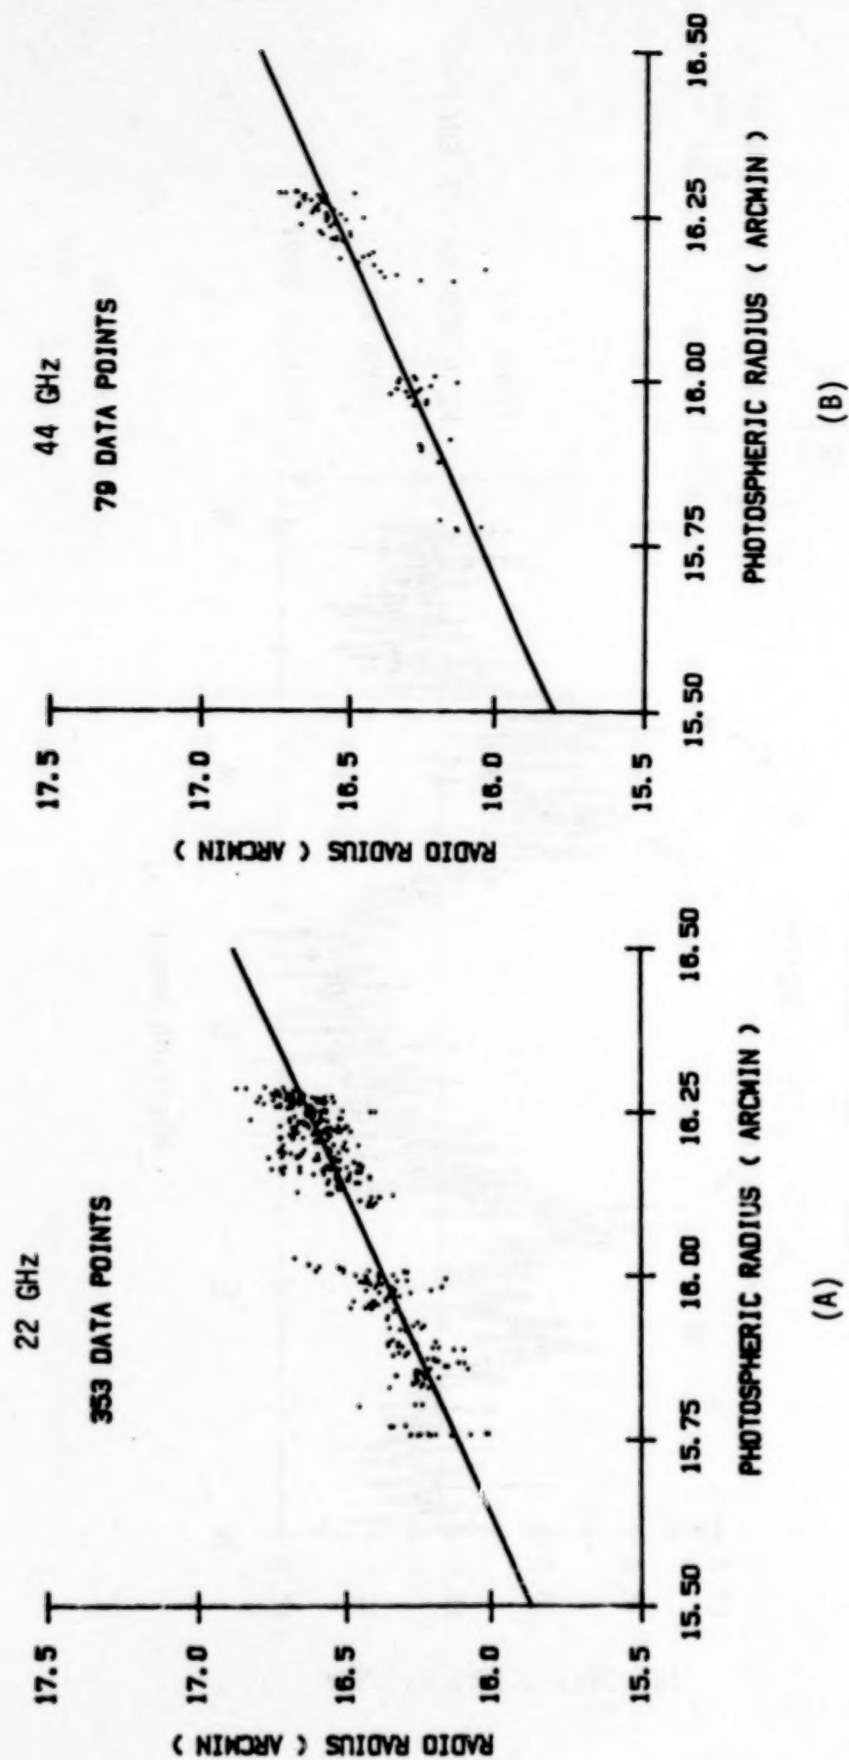 22 GHz
353 DATA POINTS
17.5
17.0
16.5
16.0
15.5
RADIO RADIUS ( ARCMIN )
15.50
15.75
16.00
16.25
16.50
PHOTOSPHERIC RADIUS ( ARCMIN )
(A)
44 GHz
79 DATA POINTS
17.5
17.0
16.5
16.0
15.5
RADIO RADIUS ( ARCMIN )
15.50
15.75
16.00
16.25
16.50
PHOTOSPHERIC RADIUS ( ARCMIN )
(B)